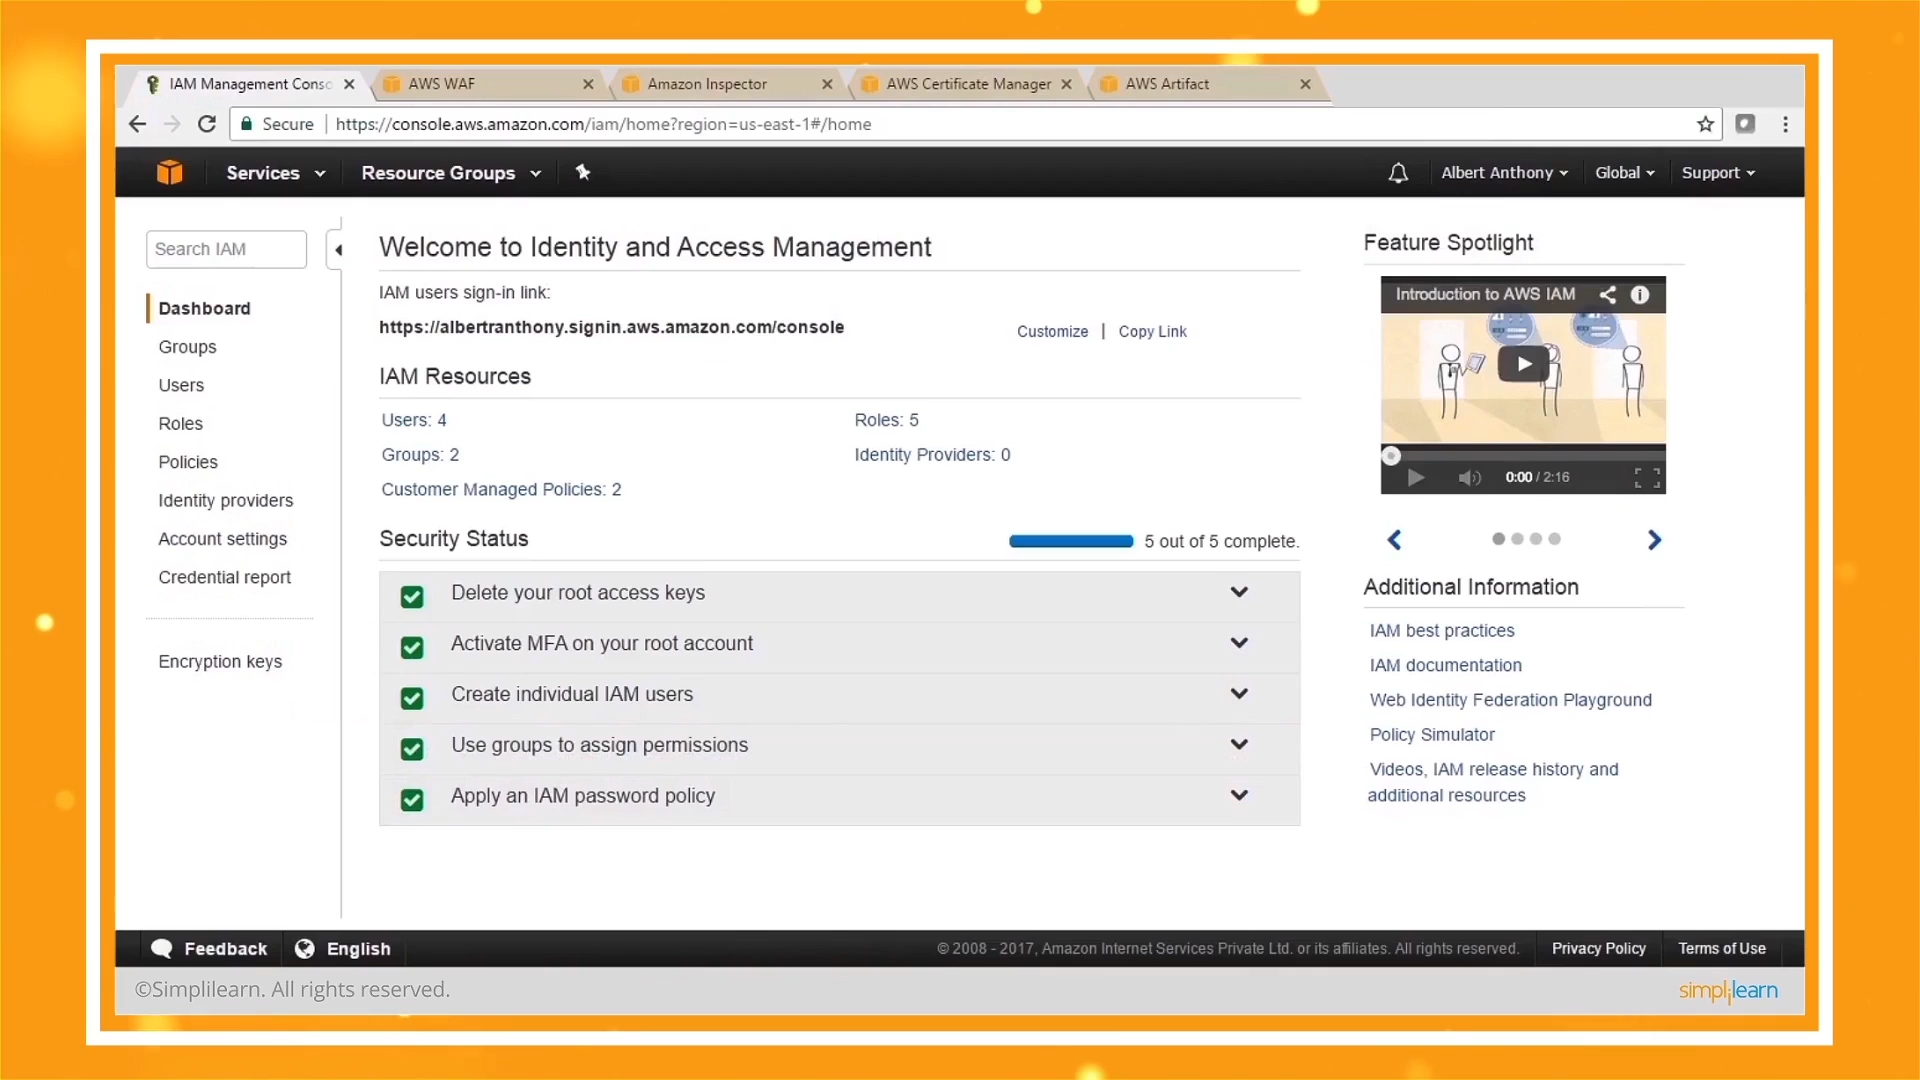 IAM Management Conso
AWS WAF
Amazon Inspector
AWS Certificate Manager
AWS Artifact
Secure
https://console.aws.amazon.com/iam/home?region=us-east-1#/home
Services
Resource Groups
Albert Anthony
Global
Support
Search IAM
Dashboard
Groups
Users
Roles
Policies
Identity providers
Account settings
Credential report
Encryption keys
Welcome to Identity and Access Management
IAM users sign-in link:
https://albertranthony.signin.aws.amazon.com/console
Customize | Copy Link
IAM Resources
Users: 4
Roles: 5
Groups: 2
Identity Providers: 0
Customer Managed Policies: 2
Security Status
5 out of 5 complete.
Delete your root access keys
Activate MFA on your root account
Create individual IAM users
Use groups to assign permissions
Apply an IAM password policy
Feature Spotlight
Introduction to AWS IAM
0:00 / 2:16
Additional Information
IAM best practices
IAM documentation
Web Identity Federation Playground
Policy Simulator
Videos, IAM release history and
additional resources
Feedback
English
© 2008 - 2017, Amazon Internet Services Private Ltd. or its affiliates. All rights reserved.
Privacy Policy
Terms of Use
©Simplilearn. All rights reserved.
simplilearn